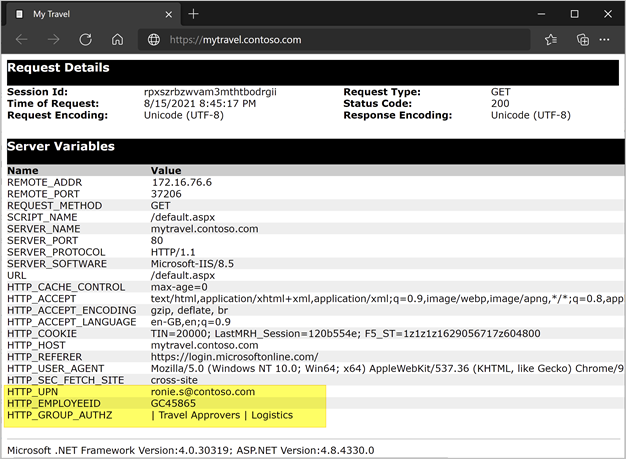 My Travel
https://mytravel.contoso.com
Request Details
Session Id: rpxszrbzwvam3mthtbodrgii Request Type: GET
Time of Request: 8/15/2021 8:45:17 PM Status Code: 200
Request Encoding: Unicode (UTF-8) Response Encoding: Unicode (UTF-8)
Server Variables
Name Value
REMOTE_ADDR 172.16.76.6
REMOTE_PORT 37206
REQUEST_METHOD GET
SCRIPT_NAME /default.aspx
SERVER_NAME mytravel.contoso.com
SERVER_PORT 80
SERVER_PROTOCOL HTTP/1.1
SERVER_SOFTWARE Microsoft-IIS/8.5
URL /default.aspx
HTTP_CACHE_CONTROL max-age=0
HTTP_ACCEPT text/html,application/xhtml+xml,application/xml;q=0.9,image/webp,image/apng,*/*;q=0.8,appl
HTTP_ACCEPT_ENCODING gzip, deflate, br
HTTP_ACCEPT_LANGUAGE en-GB,en;q=0.9
HTTP_COOKIE TIN=20000; LastMRH_Session=120b554e; F5_ST=1z1z1z1629056717z604800
HTTP_HOST mytravel.contoso.com
HTTP_REFERER https://login.microsoftonline.com/
HTTP_USER_AGENT Mozilla/5.0 (Windows NT 10.0; Win64; x64) AppleWebKit/537.36 (KHTML, like Gecko) Chrome/9
HTTP_SEC_FETCH_SITE cross-site
HTTP_UPN ronie.s@contoso.com
HTTP_EMPLOYEEID GC45865
HTTP_GROUP_AUTHZ | Travel Approvers | Logistics
Microsoft .NET Framework Version:4.0.30319; ASP.NET Version:4.8.4330.0